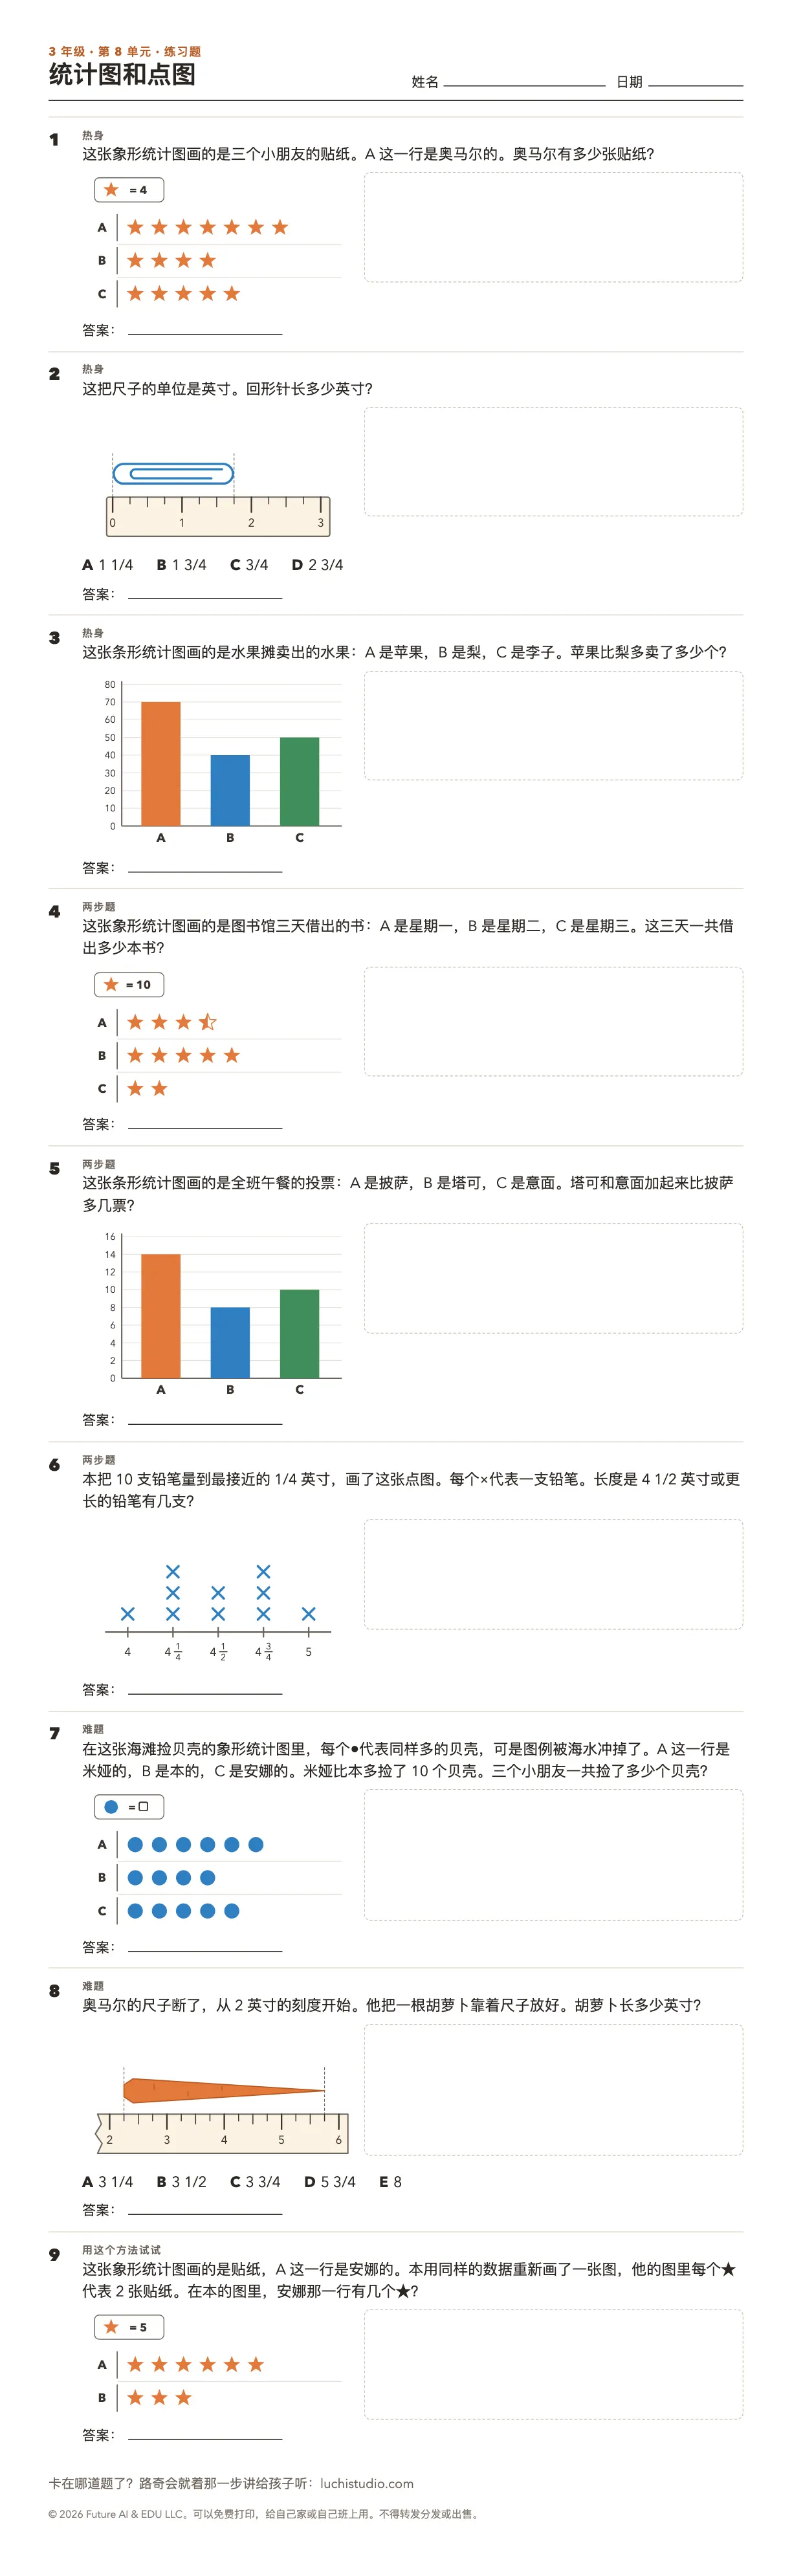 3 年级 · 第 8 单元 · 练习题
统计图和点图
姓名
日期
1
热身
这张象形统计图画的是三个小朋友的贴纸。A 这一行是奥马尔的。奥马尔有多少张贴纸?
★ = 4
A
B
C
答案:
2
热身
这把尺子的单位是英寸。回形针长多少英寸?
0 1 2 3
A 1 1/4 B 1 3/4 C 3/4 D 2 3/4
答案:
3
热身
这张条形统计图画的是水果摊卖出的水果: A 是苹果, B 是梨, C 是李子。苹果比梨多卖了多少个?
80
70
60
50
40
30
20
10
0
A B C
答案:
4
两步题
这张象形统计图画的是图书馆三天借出的书: A 是星期一, B 是星期二, C 是星期三。这三天一共借
出多少本书?
★ = 10
A
B
C
答案:
5
两步题
这张条形统计图画的是全班午餐的投票: A 是披萨, B 是塔可, C 是意面。塔可和意面加起来比披萨
多几票?
16
14
12
10
8
6
4
2
0
A B C
答案:
6
两步题
本把 10 支铅笔量到最接近的 1/4 英寸, 画了这张点图。每个×代表一支铅笔。长度是 4 1/2 英寸或更
长的铅笔有几支?
4 4 1/4 4 1/2 4 3/4 5
答案:
7
难题
在这张海滩捡贝壳的象形统计图里, 每个●代表同样多的贝壳, 可是图例被海水冲掉了。A 这一行是
米娅的, B 是本的, C 是安娜的。米娅比本多捡了 10 个贝壳。三个小朋友一共捡了多少个贝壳?
● = □
A
B
C
答案:
8
难题
奥马尔的尺子断了, 从 2 英寸的刻度开始。他把一根胡萝卜靠着尺子放好。胡萝卜长多少英寸?
2 3 4 5 6
A 3 1/4 B 3 1/2 C 3 3/4 D 5 3/4 E 8
答案:
9
用这个方法试试
这张象形统计图画的是贴纸, A 这一行是安娜的。本用同样的数据重新画了一张图, 他的图里每个★
代表 2 张贴纸。在本的图里, 安娜那一行有几个★?
★ = 5
A
B
答案:
卡在哪道题了? 路奇会就着那一步讲给孩子听: luchistudio.com
© 2026 Future AI & EDU LLC。可以免费打印, 给自己家或自己班上用。不得转发分发或出售。